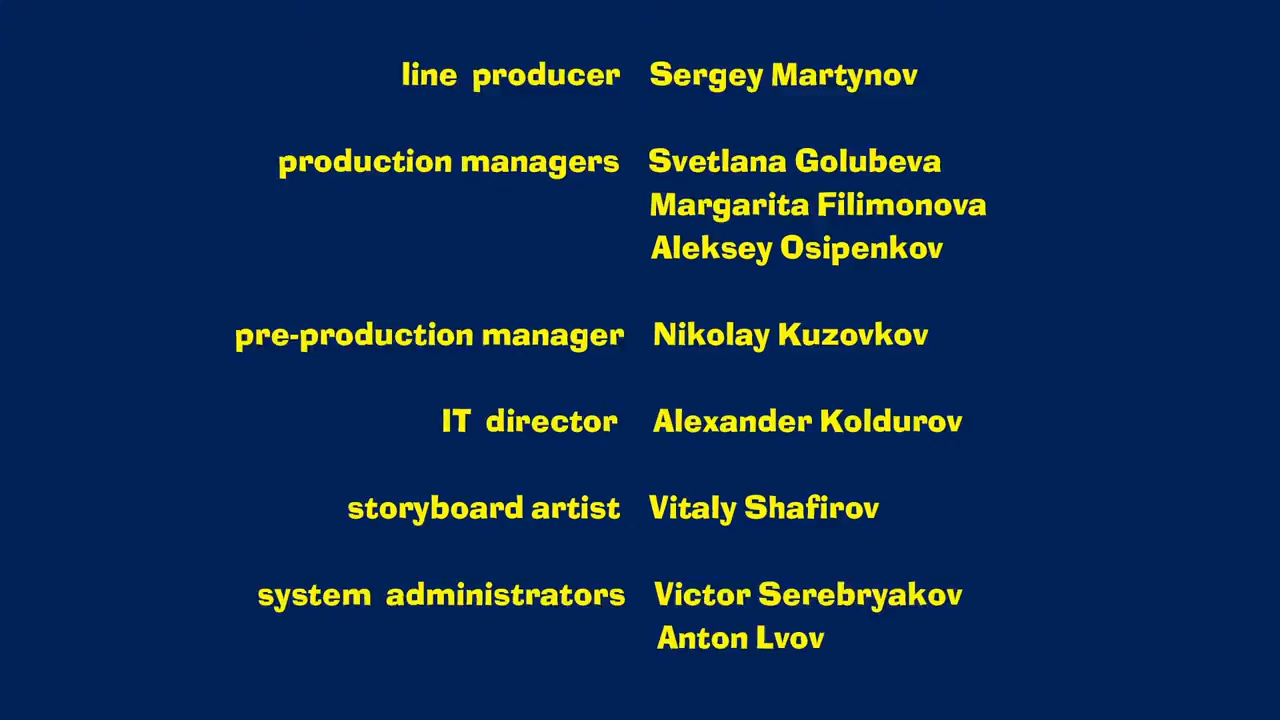 line producer Sergey Martynov
production managers Svetlana Golubeva
Margarita Filimonova
Aleksey Osipenkov
pre-production manager Nikolay Kuzovkov
IT director Alexander Koldurov
storyboard artist Vitaly Shafirov
system administrators Victor Serebryakov
Anton Lvov